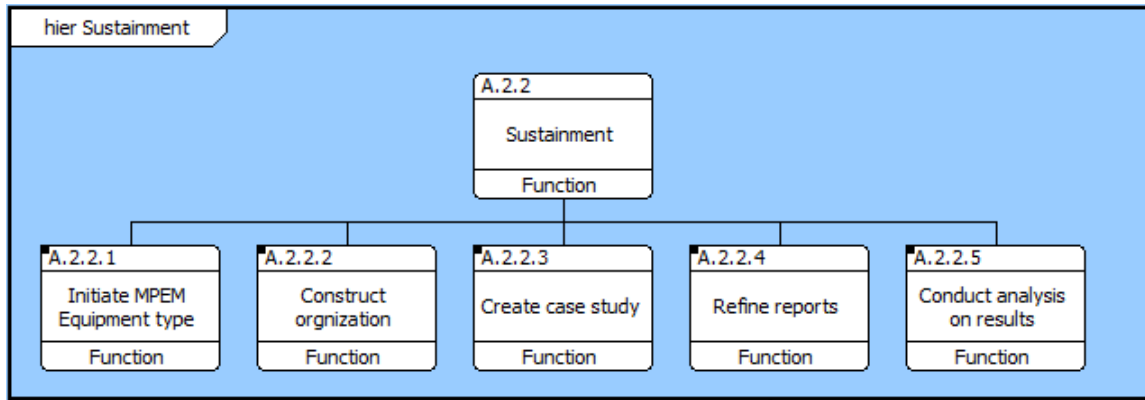 hier Sustainment
A.2.2
Sustainment
Function
A.2.2.1
Initiate MPEM
Equipment type
Function
A.2.2.2
Construct
orgnization
Function
A.2.2.3
Create case study
Function
A.2.2.4
Refine reports
Function
A.2.2.5
Conduct analysis
on results
Function